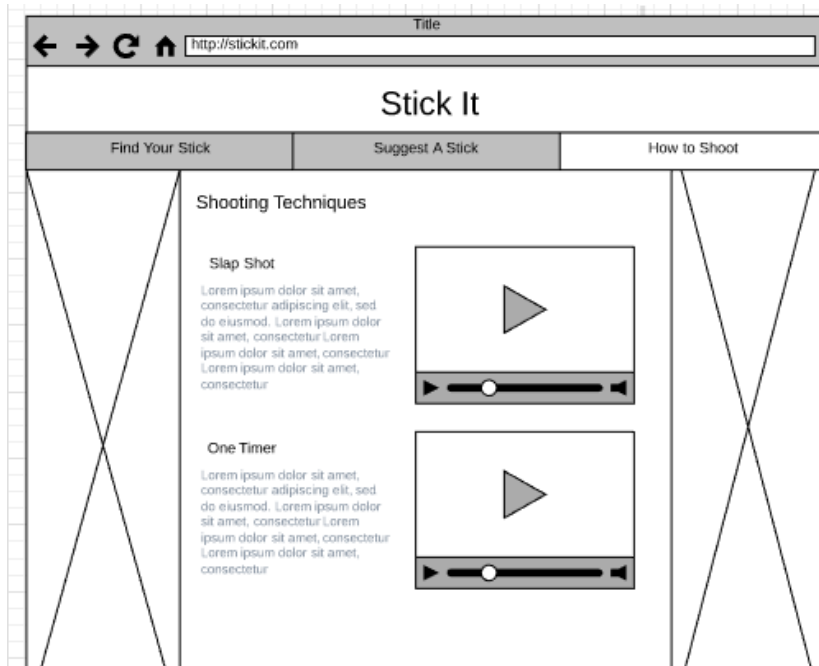 Title
http://stickit.com
Stick It
Find Your Stick
Suggest A Stick
How to Shoot
Shooting Techniques
Slap Shot
Lorem ipsum dolor sit amet,
consectetur adipiscing elit, sed
do eiusmod. Lorem ipsum dolor
sit amet, consectetur Lorem
ipsum dolor sit amet, consectetur
Lorem ipsum dolor sit amet,
consectetur
One Timer
Lorem ipsum dolor sit amet,
consectetur adipiscing elit, sed
do eiusmod. Lorem ipsum dolor
sit amet, consectetur Lorem
ipsum dolor sit amet, consectetur
Lorem ipsum dolor sit amet,
consectetur